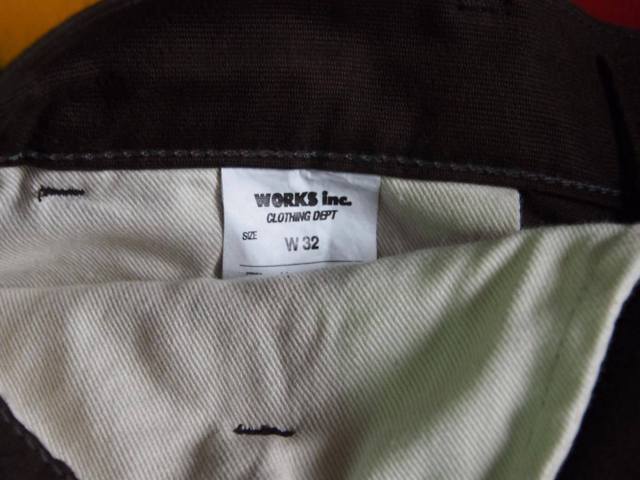 WORKS inc.
CLOTHING DEPT
SIZE
W 32